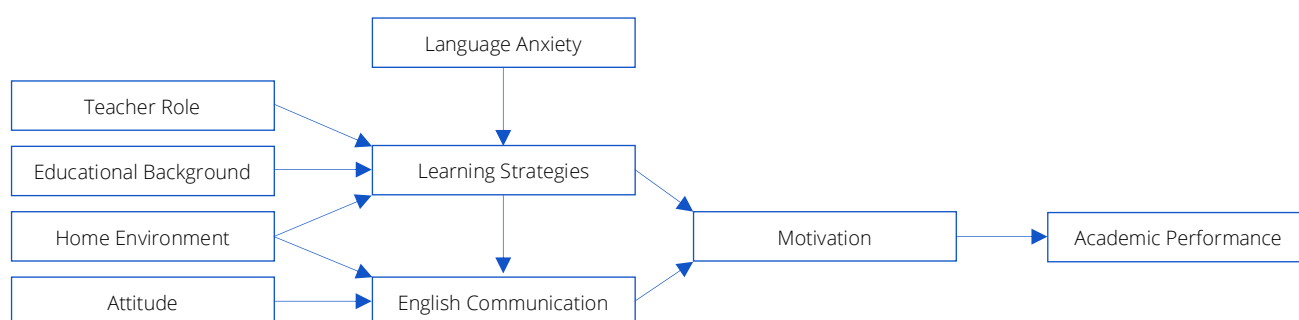 Language Anxiety
Teacher Role
Learning Strategies
Educational Background
Home Environment
Motivation
Academic Performance
Attitude
English Communication